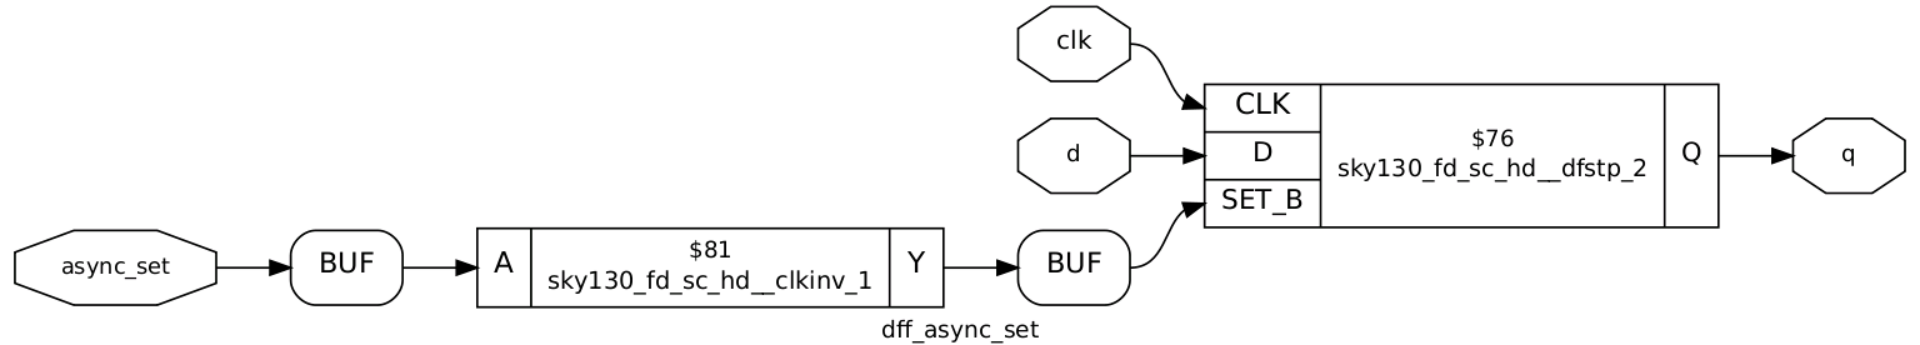 clk
CLK
d
D
$76
sky130_fd_sc_hd__dfstp_2
Q
q
SET_B
async_set
BUF
A
$81
sky130_fd_sc_hd__clkinv_1
Y
BUF
dff_async_set